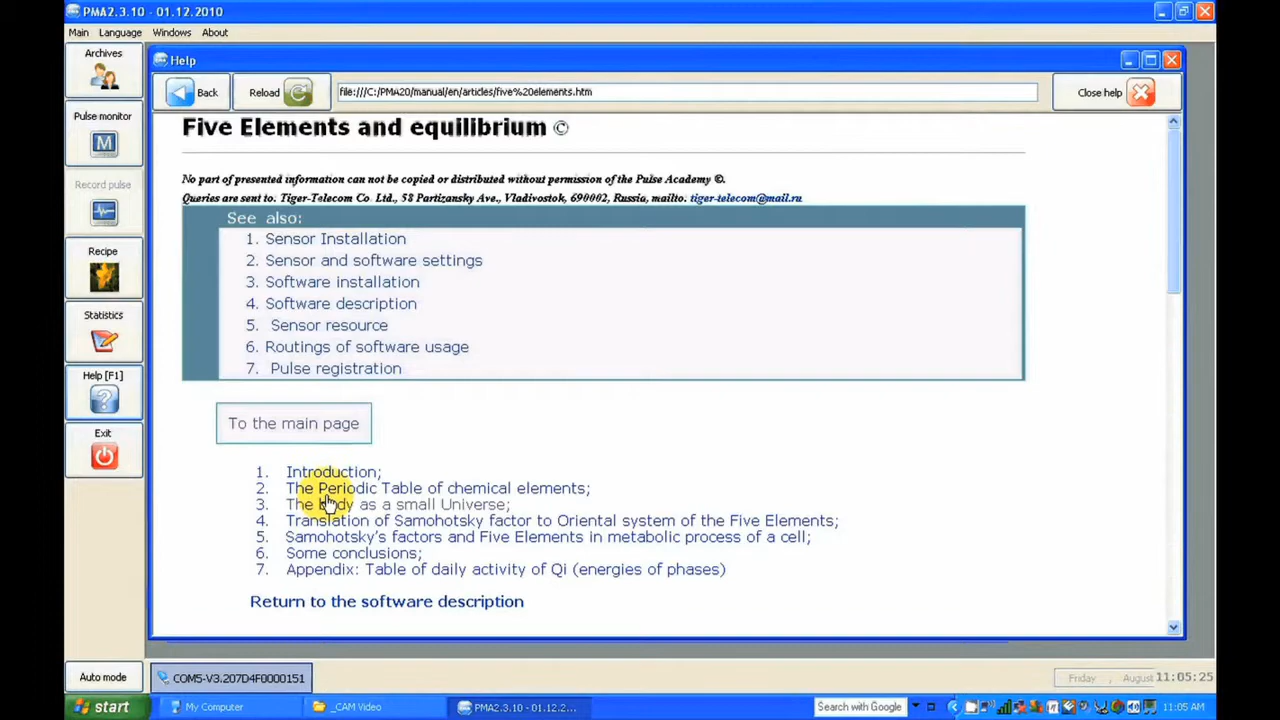 PMA2.3.10 - 01.12.2010
Main Language Windows About
Archives
Pulse monitor
M
Record pulse
Recipe
Statistics
Help [F1]
Exit
Help
Back
Reload
file:///C:/PMA20/manual/en/articles/five%20elements.htm
Close help
Five Elements and equilibrium ©
No part of presented information can not be copied or distributed without permission of the Pulse Academy ©.
Queries are sent to. Tiger-Telecom Co. Ltd., 58 Partizansky Ave., Vladivostok, 690002, Russia, mailto. tiger-telecom@mail.ru
See also:
1. Sensor Installation
2. Sensor and software settings
3. Software installation
4. Software description
5. Sensor resource
6. Routings of software usage
7. Pulse registration
To the main page
1. Introduction;
2. The Periodic Table of chemical elements;
3. The body as a small Universe;
4. Translation of Samohotsky factor to Oriental system of the Five Elements;
5. Samohotsky's factors and Five Elements in metabolic process of a cell;
6. Some conclusions;
7. Appendix: Table of daily activity of Qi (energies of phases)
Return to the software description
Auto mode
COM5-V3.207D4F0000151
Friday , August 11:05:25
start
My Computer
_CAM Video
PMA2.3.10 - 01.12.2...
Search with Google
11:05 AM